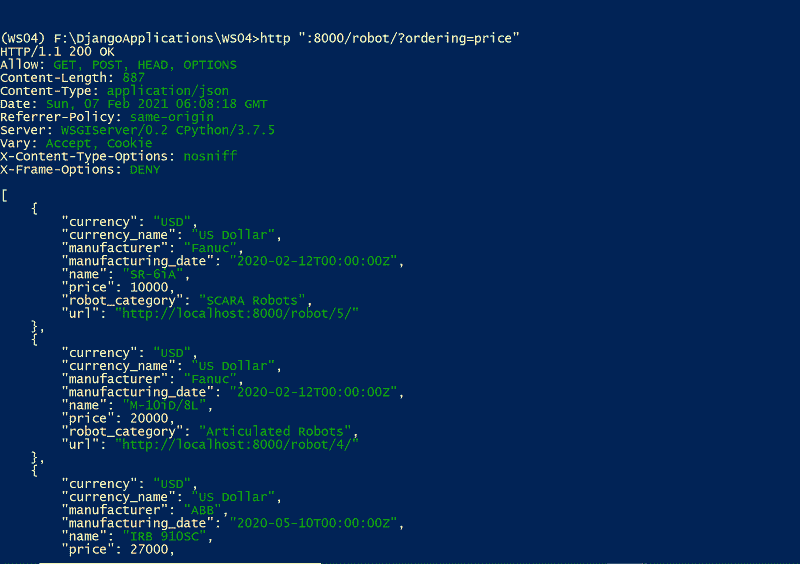 (WS04) F:\DjangoApplications\WS04>http ":8000/robot/?ordering=price"
HTTP/1.1 200 OK
Allow: GET, POST, HEAD, OPTIONS
Content-Length: 887
Content-Type: application/json
Date: Sun, 07 Feb 2021 06:08:18 GMT
Referrer-Policy: same-origin
Server: WSGIServer/0.2 CPython/3.7.5
Vary: Accept, Cookie
X-Content-Type-Options: nosniff
X-Frame-Options: DENY
[
{
"currency": "USD",
"currency_name": "US Dollar",
"manufacturer": "Fanuc",
"manufacturing_date": "2020-02-12T00:00:00Z",
"name": "SR-6iA",
"price": 10000,
"robot_category": "SCARA Robots",
"url": "http://localhost:8000/robot/5/"
},
{
"currency": "USD",
"currency_name": "US Dollar",
"manufacturer": "Fanuc",
"manufacturing_date": "2020-02-12T00:00:00Z",
"name": "M-10iD/8L",
"price": 20000,
"robot_category": "Articulated Robots",
"url": "http://localhost:8000/robot/4/"
},
{
"currency": "USD",
"currency_name": "US Dollar",
"manufacturer": "ABB",
"manufacturing_date": "2020-05-10T00:00:00Z",
"name": "IRB 910SC",
"price": 27000,